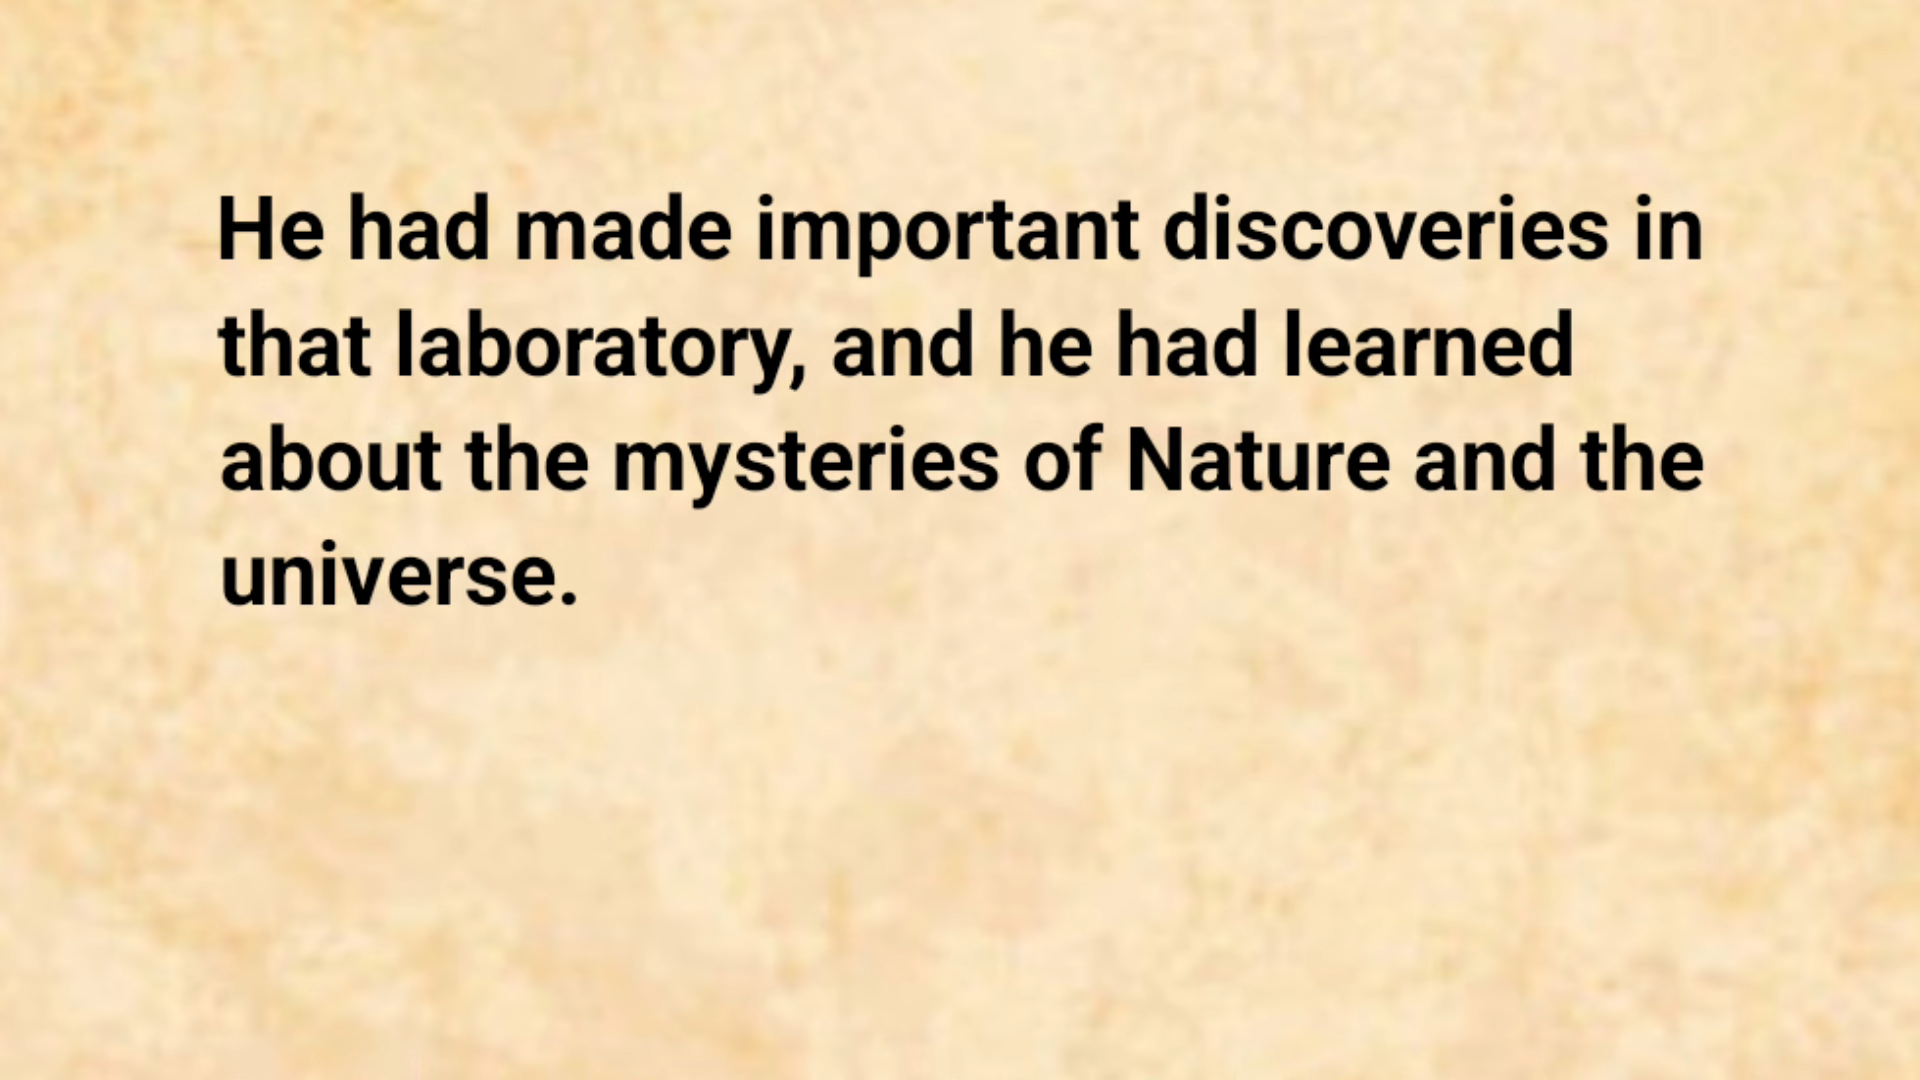 He had made important discoveries in
that laboratory, and he had learned
about the mysteries of Nature and the
universe.